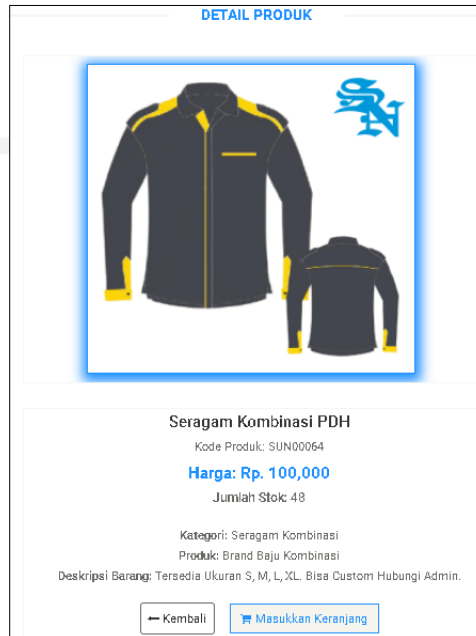 DETAIL PRODUK
SN
Seragam Kombinasi PDH
Kode Produk: SUN00064
Harga: Rp. 100,000
Jumlah Stok: 48
Kategori: Seragam Kombinasi
Produk: Brand Baju Kombinasi
Deskripsi Barang: Tersedia Ukuran S, M, L, XL. Bisa Custom Hubungi Admin.
Kembali
Masukkan Keranjang